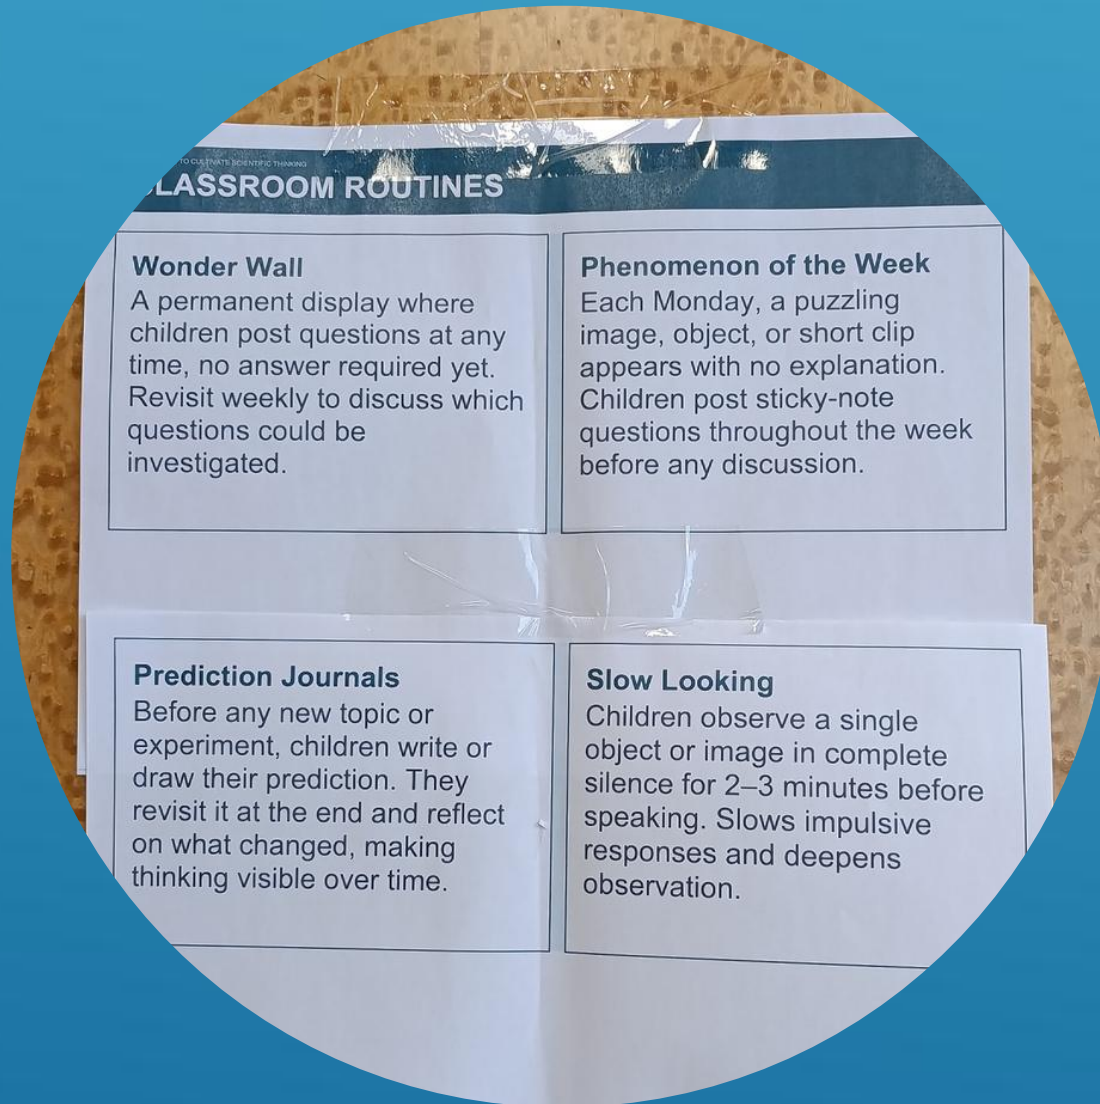 TO CULTIVATE SCIENTIFIC THINKING
LASSROOM ROUTINES
Wonder Wall
A permanent display where
children post questions at any
time, no answer required yet.
Revisit weekly to discuss which
questions could be
investigated.
Phenomenon of the Week
Each Monday, a puzzling
image, object, or short clip
appears with no explanation.
Children post sticky-note
questions throughout the week
before any discussion.
Prediction Journals
Before any new topic or
experiment, children write or
draw their prediction. They
revisit it at the end and reflect
on what changed, making
thinking visible over time.
Slow Looking
Children observe a single
object or image in complete
silence for 2–3 minutes before
speaking. Slows impulsive
responses and deepens
observation.